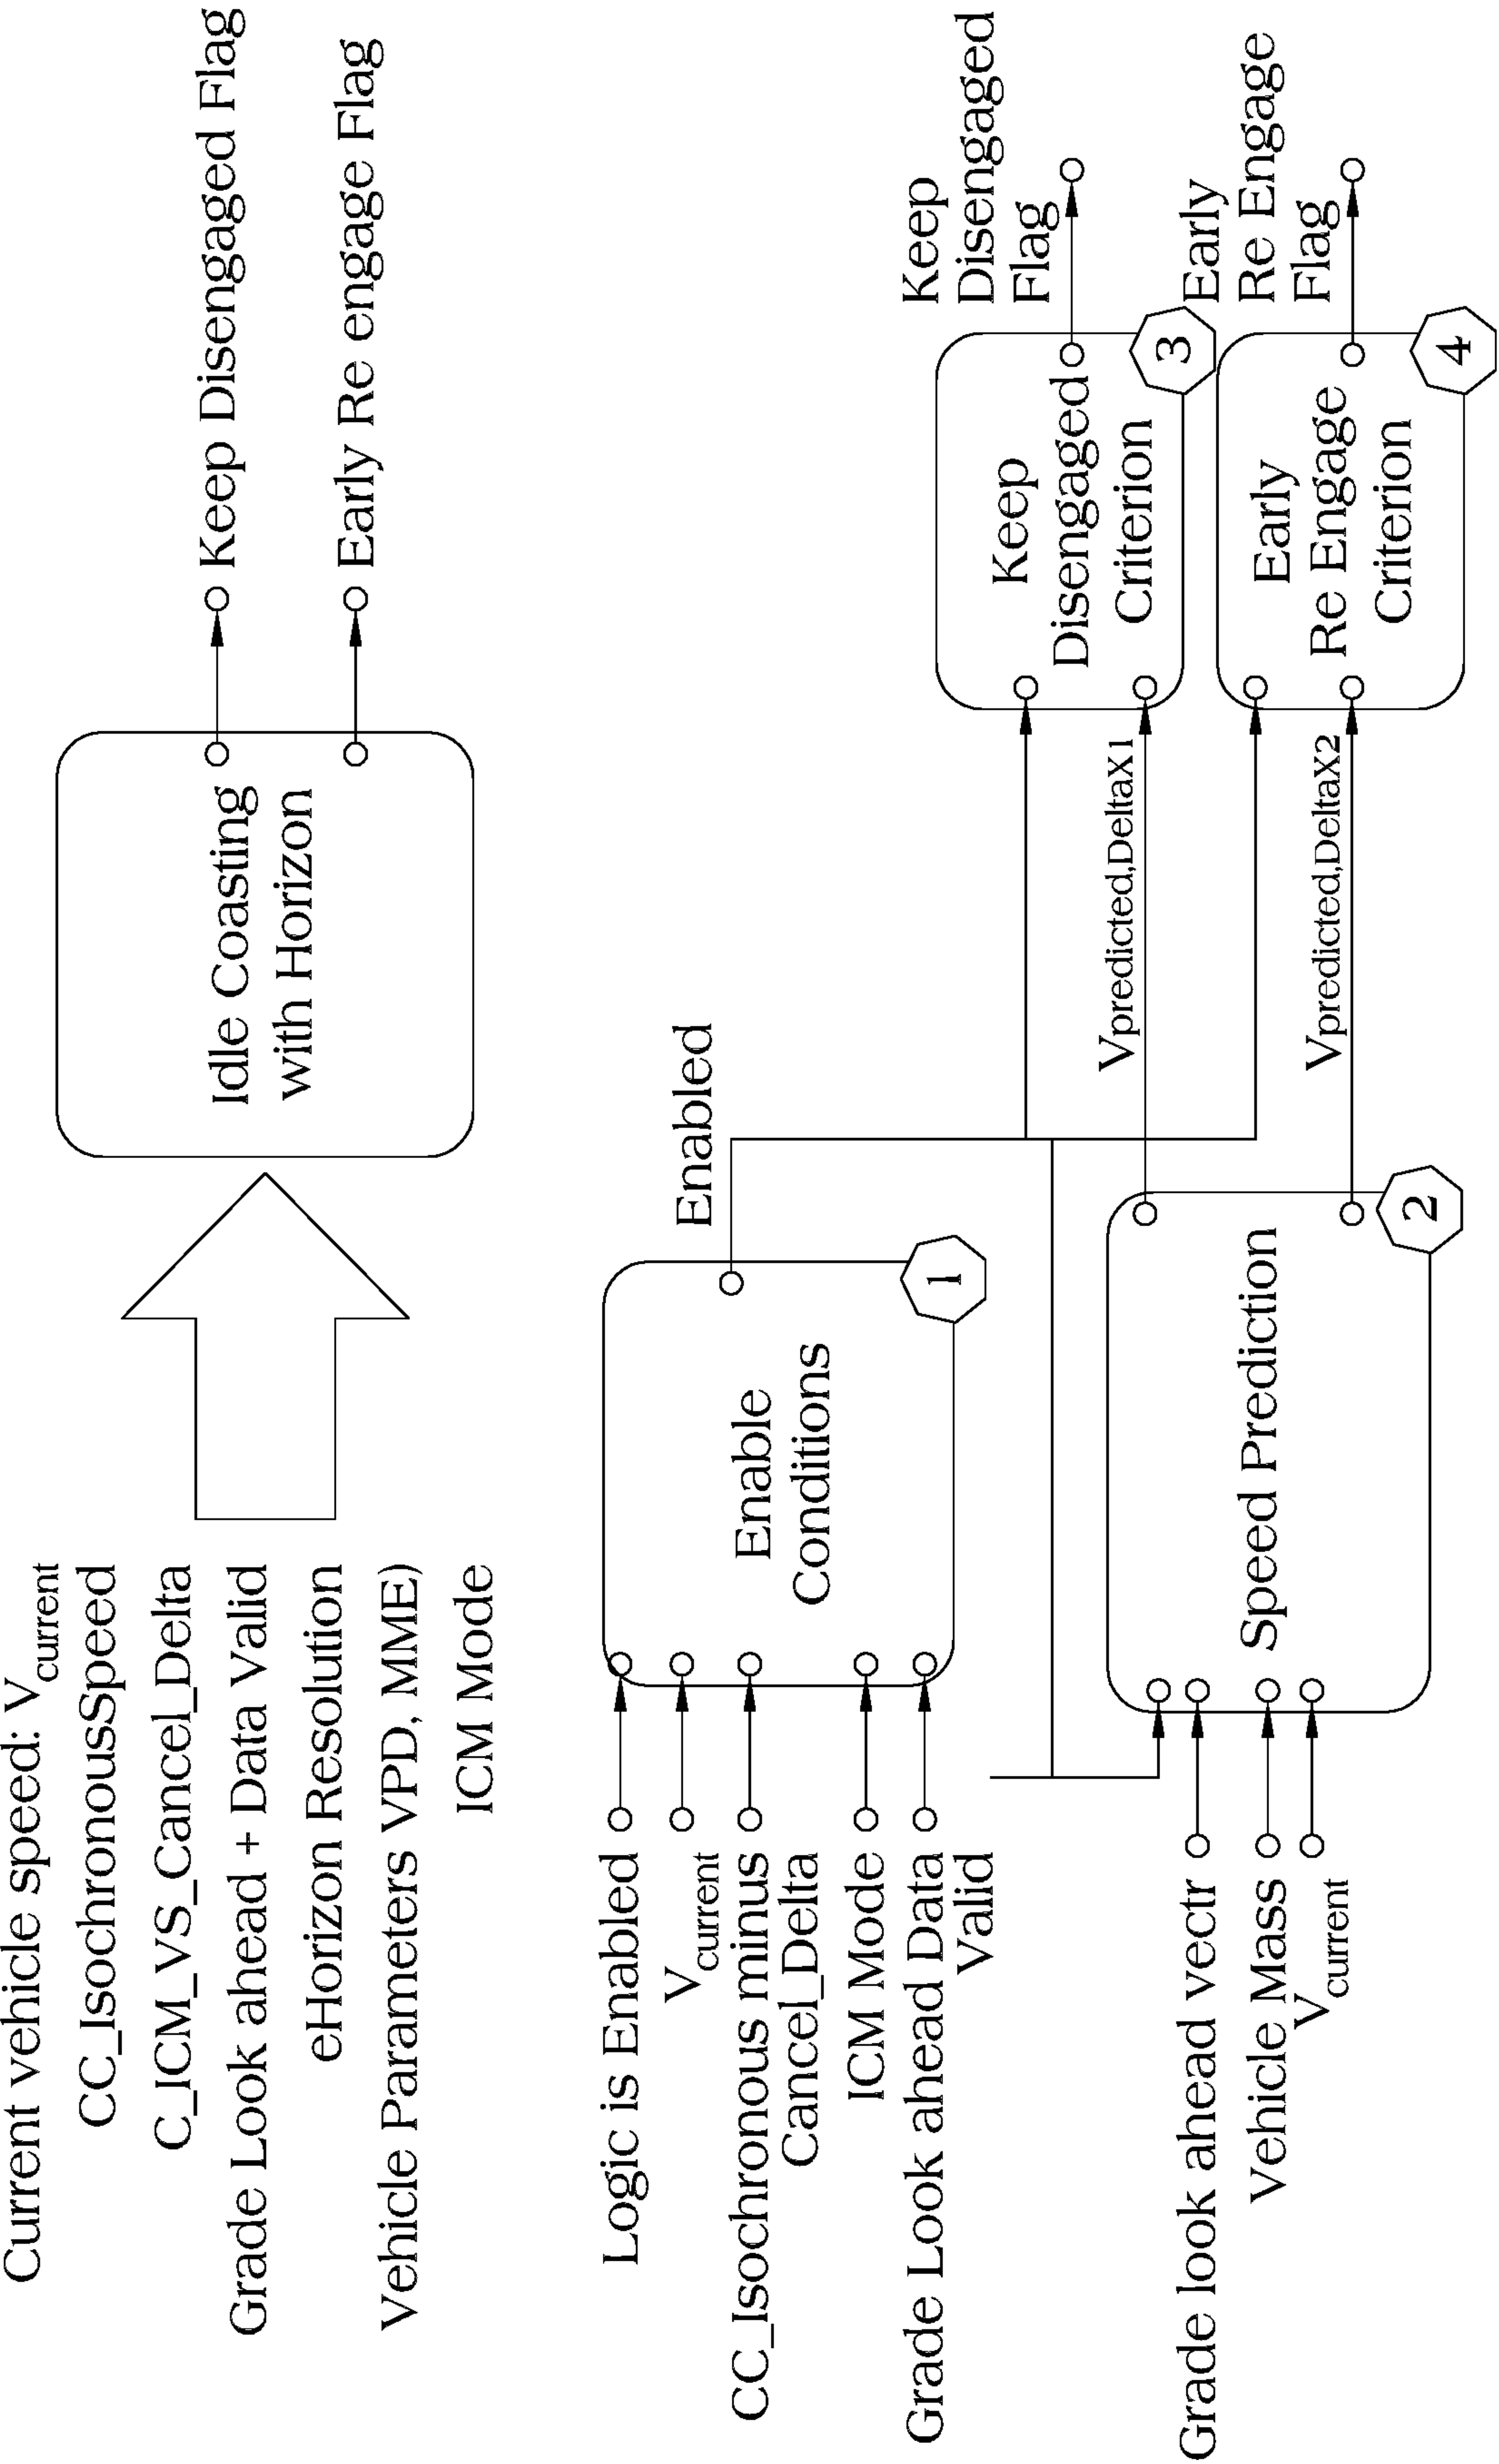 Current vehicle speed: Vcurrent
CC_IsochronousSpeed
C_ICM_VS_Cancel_Delta
Grade Look ahead + Data Valid
eHorizon Resolution
Vehicle Parameters VPD, MME)
ICM Mode
Idle Coasting
with Horizon
Keep Disengaged Flag
Early Re engage Flag
Logic is Enabled
Vcurrent
CC_Isochronous minus
Cancel_Delta
ICM Mode
Grade Look ahead Data
Valid
Enable
Conditions
1
Enabled
Grade look ahead vectr
Vehicle Mass
Vcurrent
Speed Prediction
2
Vpredicted,DeltaX1
Vpredicted,DeltaX2
Keep
Disengaged
Criterion
3
Keep
Disengaged
Flag
Early
Re Engage
Criterion
4
Early
Re Engage
Flag